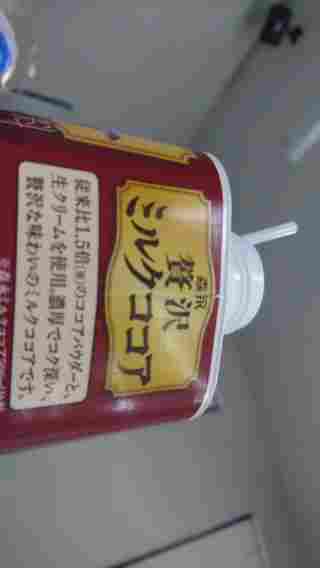 森永
贅沢
ミルクココア
従来比1.5倍(※)のココアパウダーと、
生クリームを使用。濃厚でコク深い、
贅沢な味わいのミルクココアです。